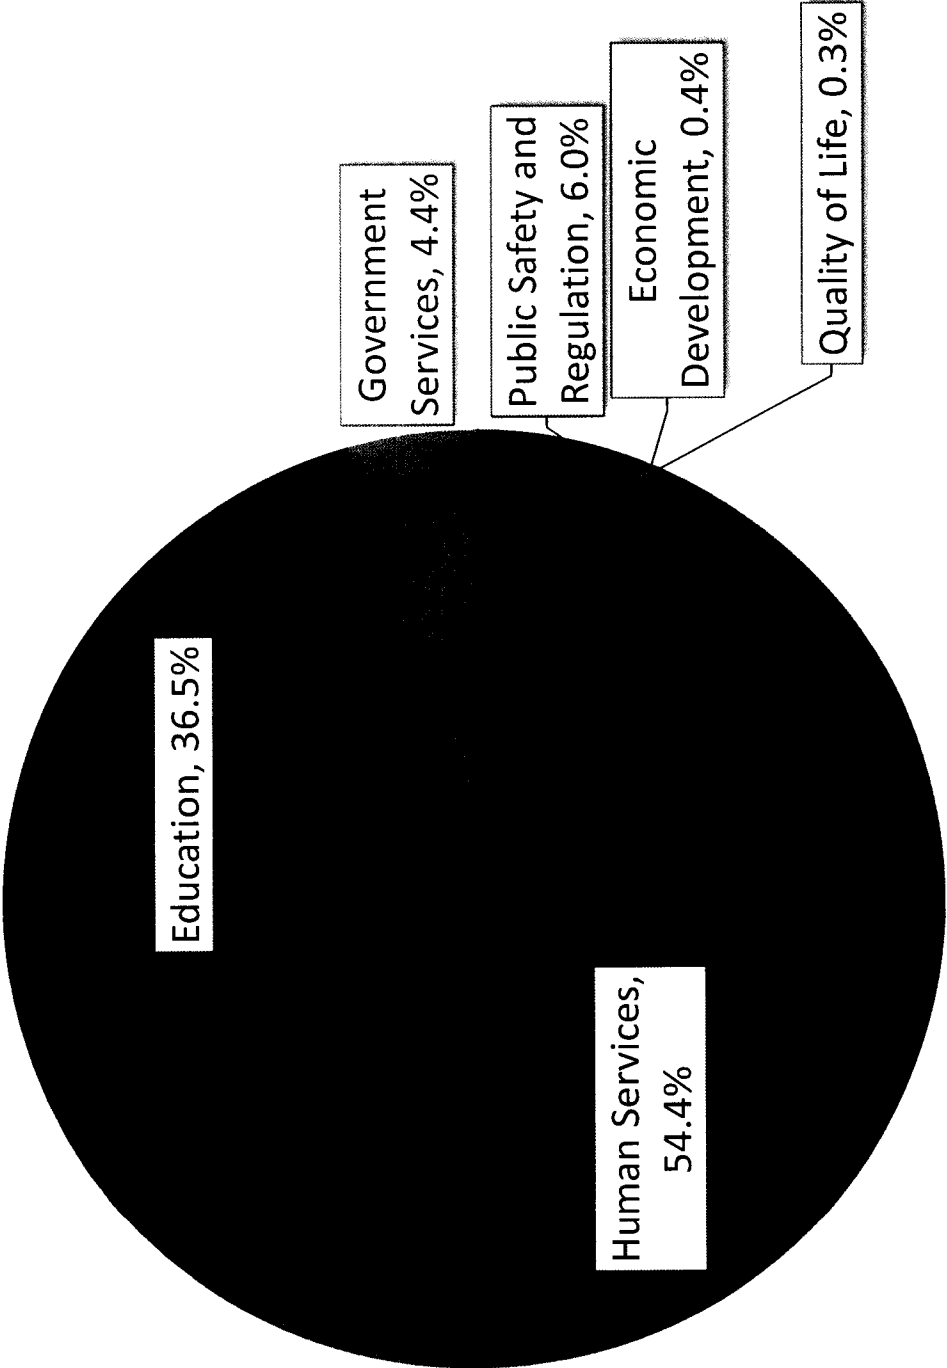 Education, 36.5%
Government
Services, 4.4%
Public Safety and
Regulation, 6.0%
Economic
Development, 0.4%
Quality of Life, 0.3%
Human Services,
54.4%